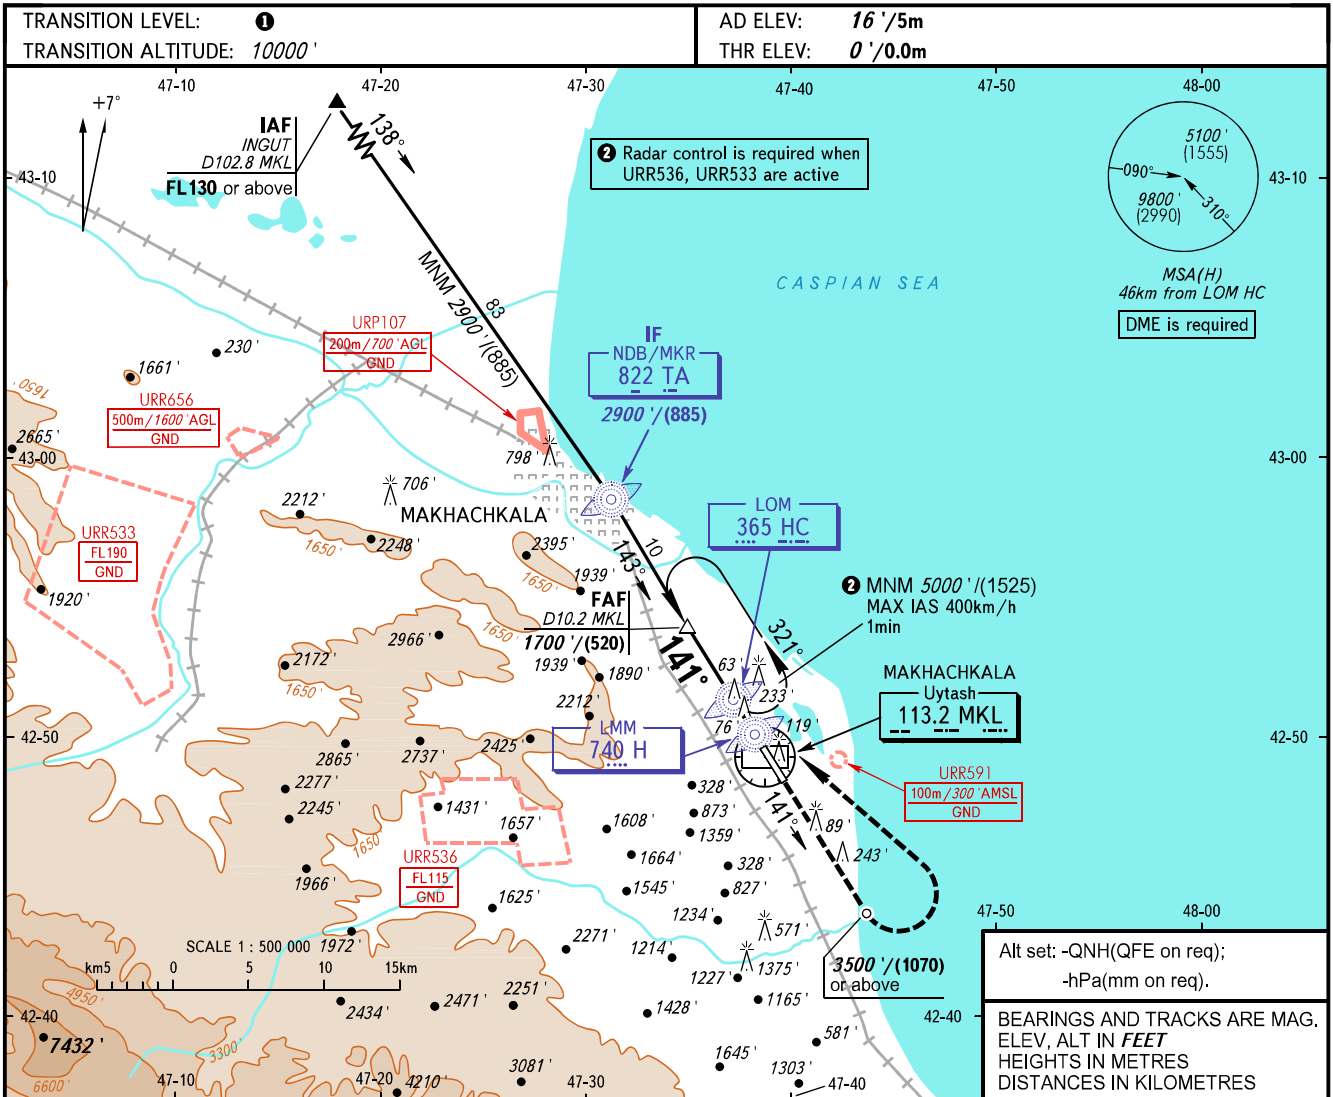 TRANSITION LEVEL: ❶
TRANSITION ALTITUDE: 10000 '
AD ELEV: 16 '/5m
THR ELEV: 0 '/0.0m
47-10
47-20
47-30
47-40
47-50
48-00
+7°
IAF
INGUT
D102.8 MKL
FL130 or above
138°
❷ Radar control is required when
URR536, URR533 are active
5100 '
(1555)
090°
9800 '
(2990)
310°
MSA(H)
46km from LOM HC
DME is required
43-10
43-10
CASPIAN SEA
MNM 2900 '/(885)
83
URP107
200m/700 'AGL
GND
IF
NDB/MKR
822 TA
2900 '/(885)
230 '
1661 '
1650 '
URR656
500m/1600 'AGL
GND
2665 '
43-00
43-00
798 '
706 '
MAKHACHKALA
2212 '
2248 '
1650 '
2395 '
1650 '
1939 '
URR533
FL190
GND
1920 '
LOM
365 HC
10
143°
FAF
D10.2 MKL
1700 '/(520)
❷ MNM 5000 '/(1525)
MAX IAS 400km/h
1min
321°
141°
1650 '
2966 '
2172 '
1650 '
1939 '
1890 '
2212 '
63 '
233 '
76 '
119 '
MAKHACHKALA
Uytash
113.2 MKL
LMM
740 H
42-50
42-50
2865 '
2737 '
2425 '
2277 '
2245 '
1650 '
1431 '
1657 '
URR536
FL115
GND
1966 '
328 '
873 '
1359 '
1608 '
1664 '
328 '
1545 '
827 '
1625 '
1234 '
URR591
100m/300 'AMSL
GND
141°
89 '
243 '
47-50
48-00
SCALE 1 : 500 000
km5 0 5 10 15km
1972 '
2271 '
1214 '
571 '
1227 '
1375 '
3500 '/(1070)
or above
1165 '
2434 '
2471 '
2251 '
1428 '
581 '
4950 '
42-40
42-40
7432 '
3300 '
6600 '
3081 '
1645 '
1303 '
4210 '
47-10
47-20
47-30
47-40
Alt set: -QNH(QFE on req);
-hPa(mm on req).
BEARINGS AND TRACKS ARE MAG.
ELEV, ALT IN FEET
HEIGHTS IN METRES
DISTANCES IN KILOMETRES